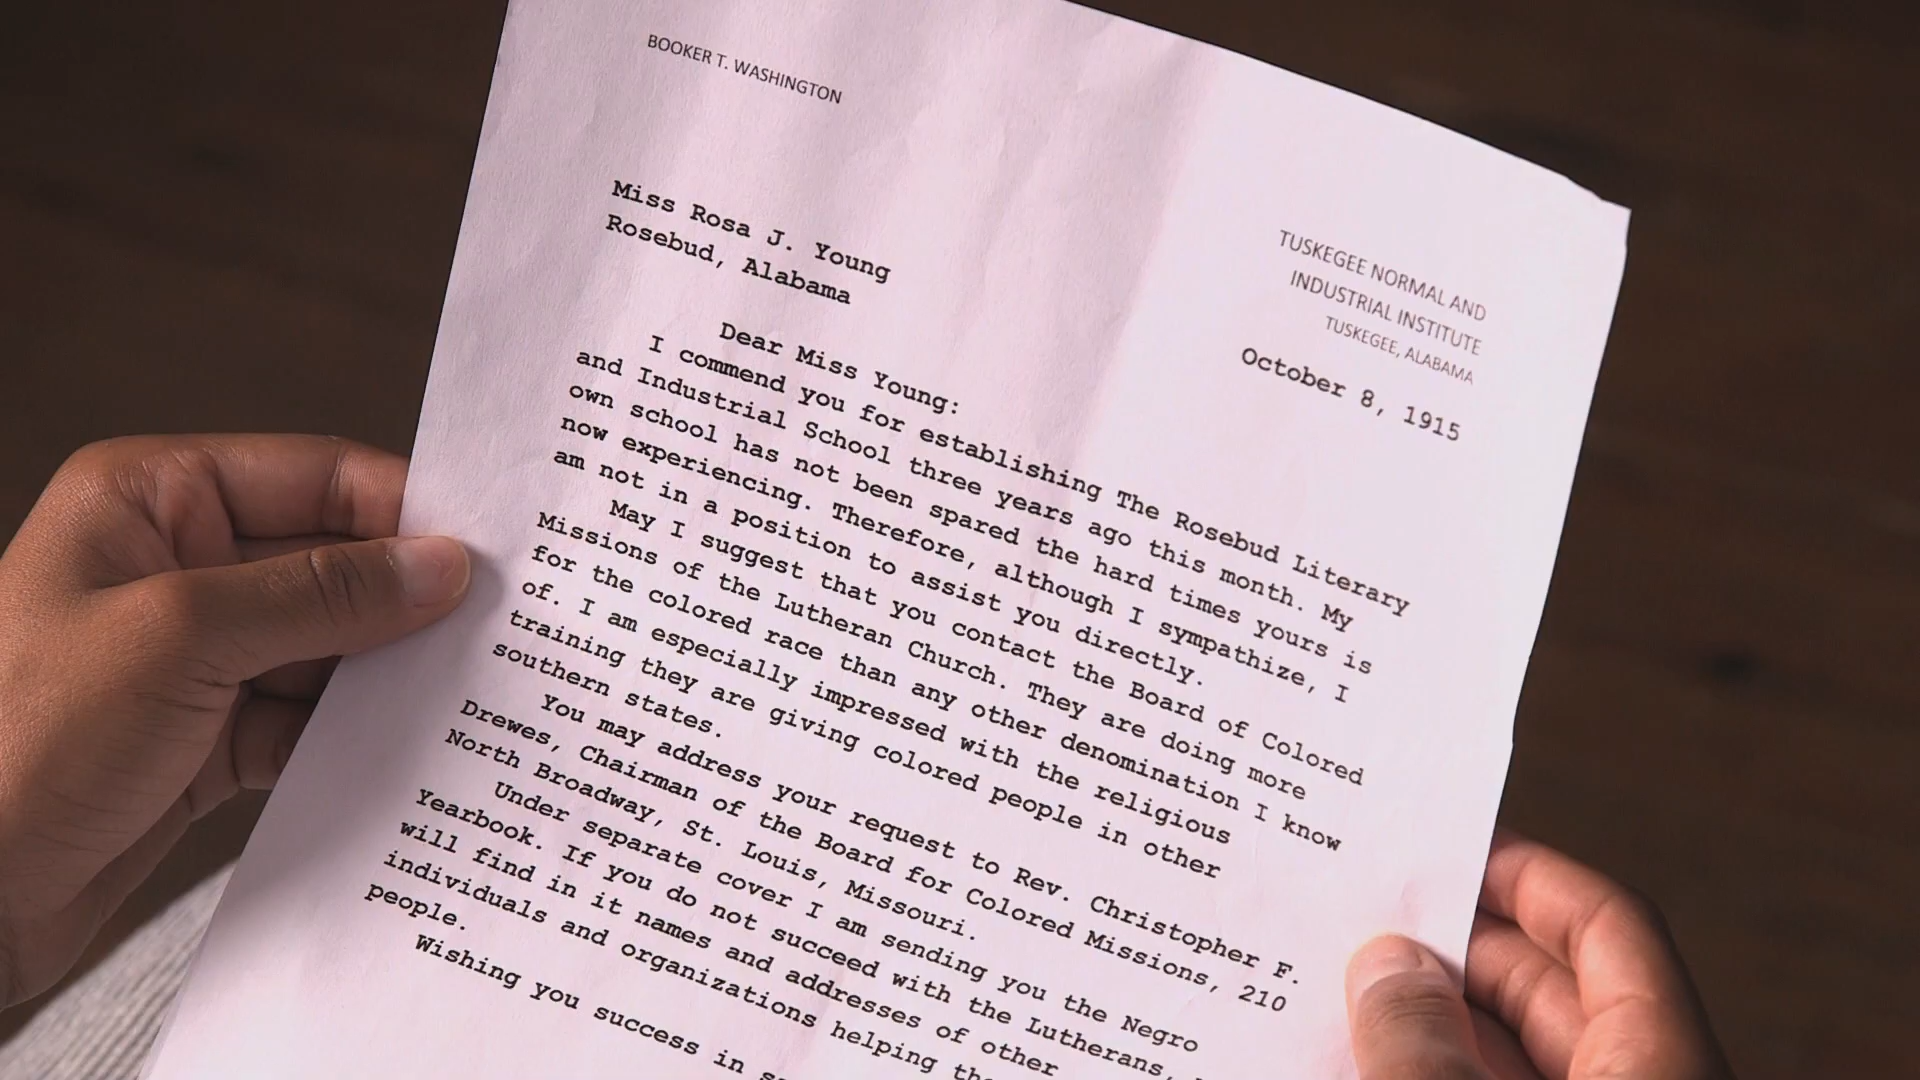 BOOKER T. WASHINGTON
TUSKEGEE NORMAL AND
INDUSTRIAL INSTITUTE
TUSKEGEE, ALABAMA
October 8, 1915
Miss Rosa J. Young
Rosebud, Alabama
Dear Miss Young:
I commend you for establishing The Rosebud Literary
and Industrial School three years ago this month. My
own school has not been spared the hard times yours is
now experiencing. Therefore, although I sympathize, I
am not in a position to assist you directly.
May I suggest that you contact the Board of Colored
Missions of the Lutheran Church. They are doing more
for the colored race than any other denomination I know
of. I am especially impressed with the religious
training they are giving colored people in other
southern states.
You may address your request to Rev. Christopher F.
Drewes, Chairman of the Board for Colored Missions, 210
North Broadway, St. Louis, Missouri.
Under separate cover I am sending you the Negro
Yearbook. If you do not succeed with the Lutherans,
will find in it names and addresses of other
individuals and organizations helping
people.
Wishing you success in